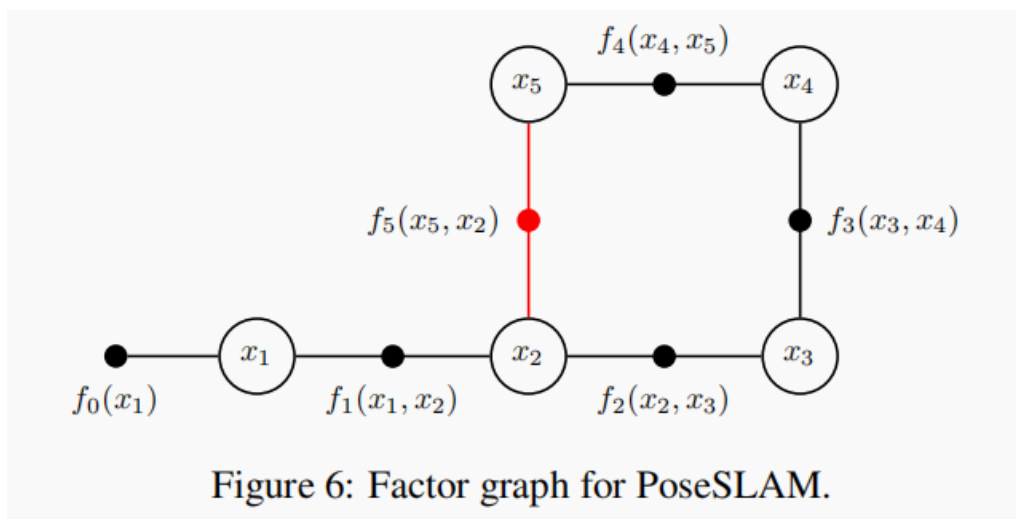 f₄(x₄, x₅)
x₅
x₄
f₅(x₅, x₂)
f₃(x₃, x₄)
x₁
x₂
x₃
f₀(x₁)
f₁(x₁, x₂)
f₂(x₂, x₃)
Figure 6: Factor graph for PoseSLAM.